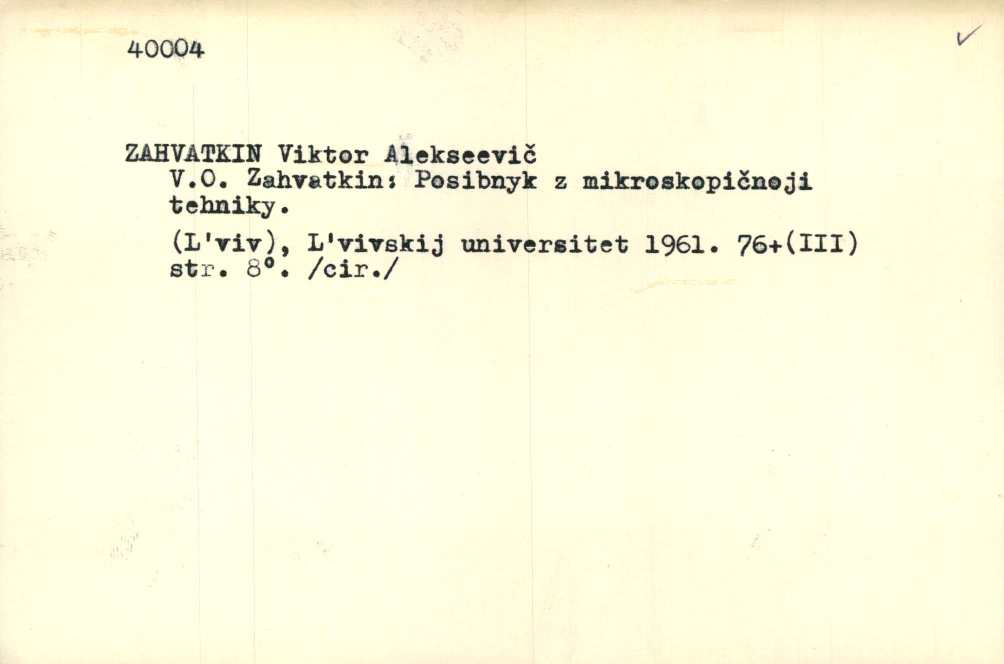 40004
ZAHVATKIN Viktor Alekseevič
V.O. Zahvatkin: Posibnyk z mikroskopičnoji
tehniky.
(L'viv), L'vivskij universitet 1961. 76+(III)
str. 8°. /cir./